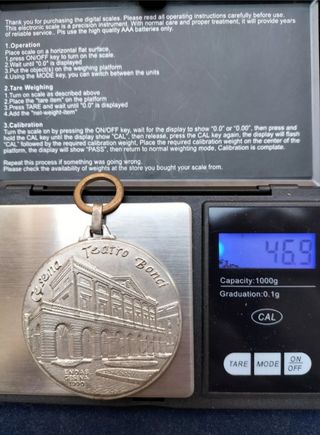 Thank you for purchasing the digital scales. Please read all operating instructions carefully before use.
This electronic scale is a precision instrument. With normal care and proper treatment, it will provide years
of reliable service.. Pls use the high quality AAA batteries only.
1.Operation
Place scale on a horizontal flat surface.
1.press ON/OFF key to turn on the scale.
2.Wait until "0.0 is displayed
3.Put the object(s) on the weighing platform
4.Using the MODE key, you can switch between the units
2.Tare Weighing
1.Turn on scale as described above
2.Place the "tare item" on the platform
3.Press TARE and wait until "0.0" is displayed
4.Add the "net-weight-item"
3.Calibration
Turn the scale on by pressing the ON/OFF key, wait for the display to show "0.0" or "0.00", then press and
hold the CAL key until the display show "CAL", then release, press the CAL key again, the display will flash
"CAL" followed by the required calibration weight, Place the required calibration weight on the center of the
platform, the display will show "PASS", then return to normal weighing mode, Calibration is complete.
Repeat this process if something was going wrong.
Please check the availability of weights at the store you bought your scale from.
Cesena Teatro Bonci
ENDAS
CESENA
1990
46.9
Capacity:1000g
Graduation:0.1g
CAL
TARE
MODE
ON
OFF